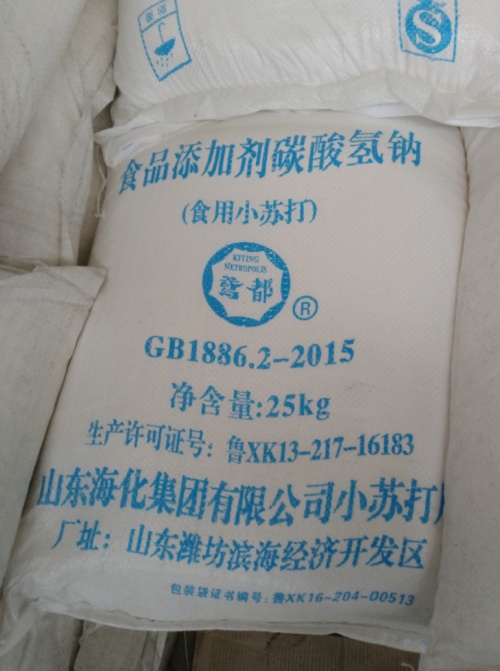 食品添加剂碳酸氢钠
(食用小苏打)
KITING
NETROPOLIS
鸢都
®
GB1886.2-2015
净含量:25kg
生产许可证号: 鲁XK13-217-16183
山东海化集团有限公司小苏打厂
厂址: 山东潍坊滨海经济开发区
包装袋证书编号: 鲁XK16-204-00513